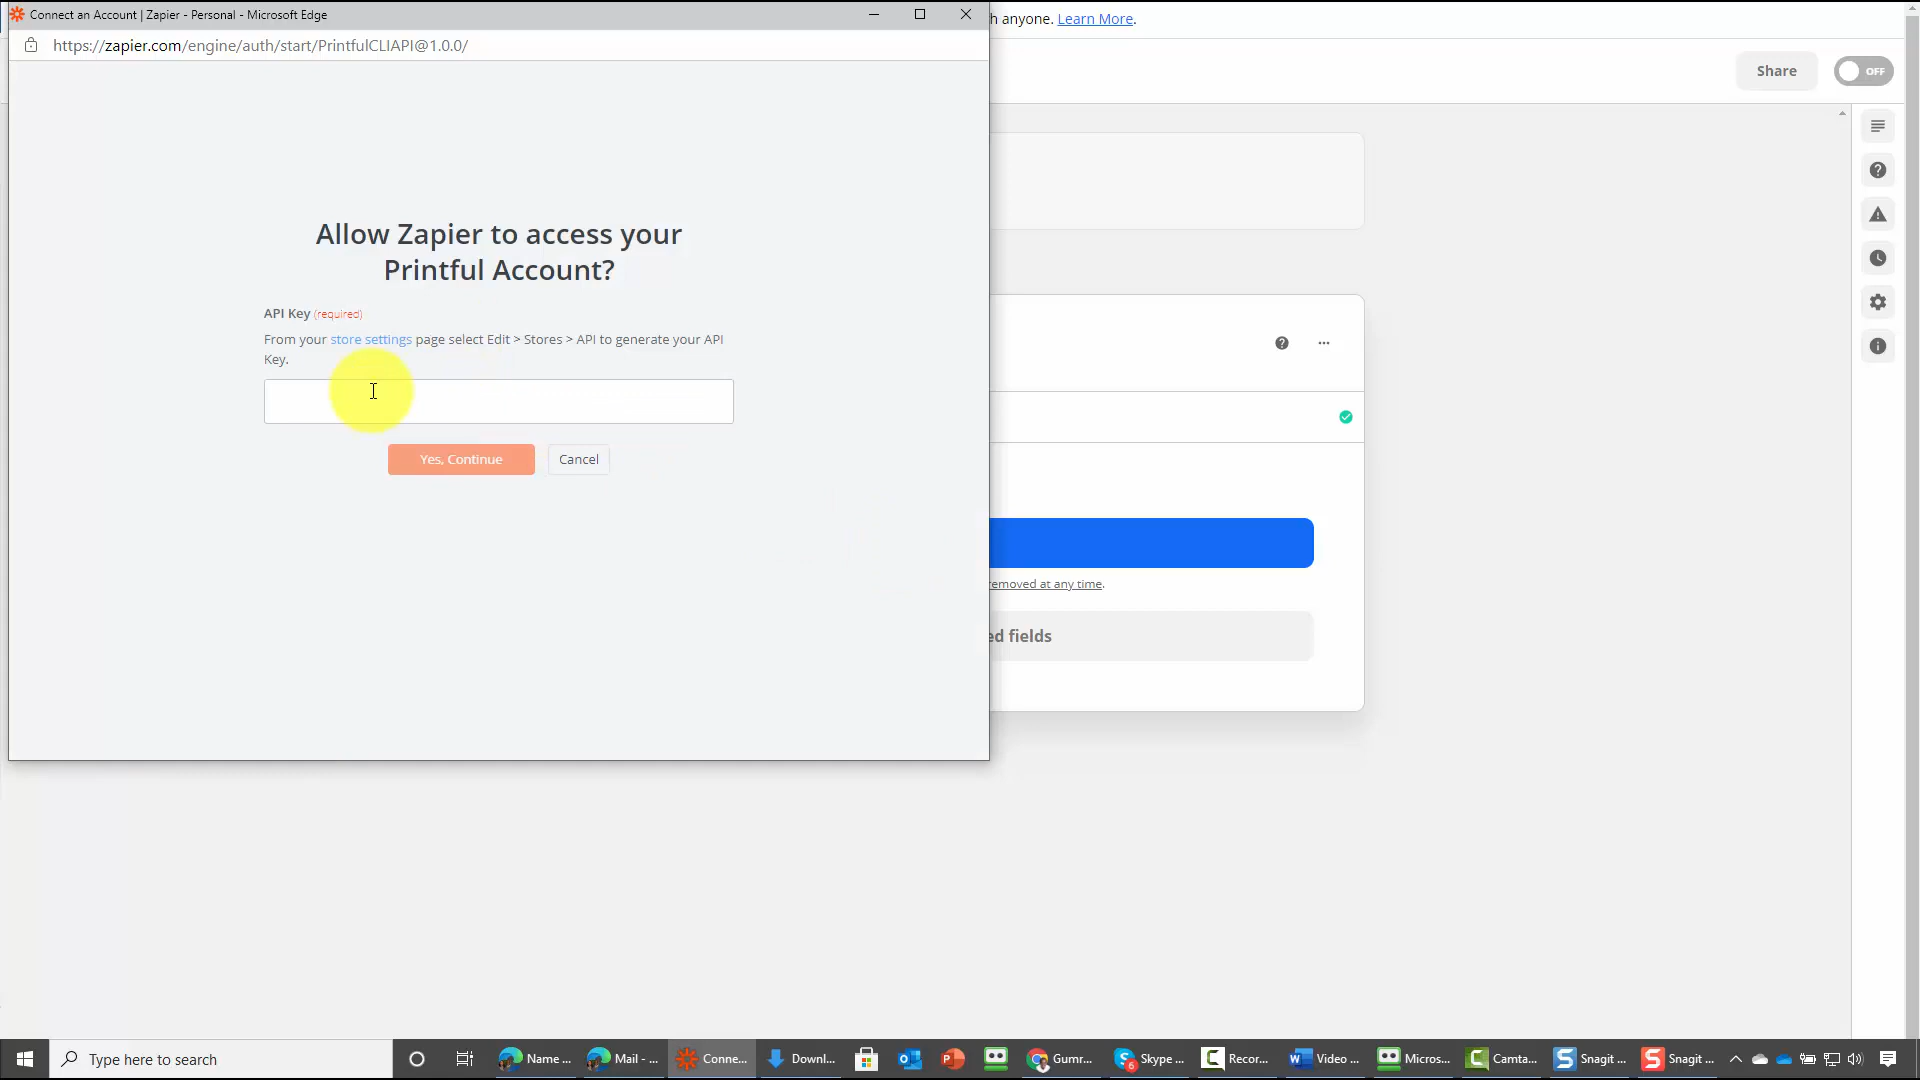 Connect an Account | Zapier - Personal - Microsoft Edge
h anyone. Learn More.
https://zapier.com/engine/auth/start/PrintfulCLIAPI@1.0.0/
Share
OFF
Allow Zapier to access your
Printful Account?
API Key (required)
From your store settings page select Edit > Stores > API to generate your API
Key.
Yes, Continue
Cancel
removed at any time.
ed fields
Type here to search
Name ...
Mail - ...
Conne...
Downl...
Gumr...
6
Skype ...
Recor...
Video ...
Micros...
Camta...
Snagit ...
Snagit ...